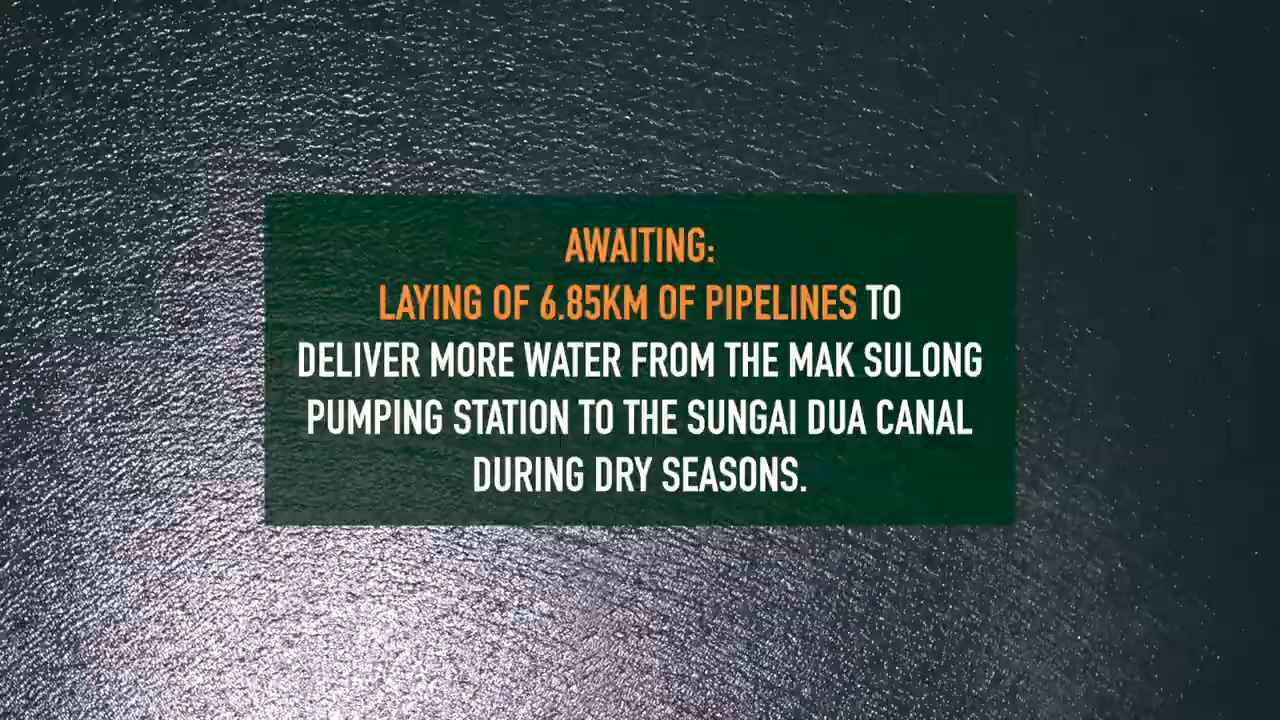 AWAITING:
LAYING OF 6.85KM OF PIPELINES TO
DELIVER MORE WATER FROM THE MAK SULONG
PUMPING STATION TO THE SUNGAI DUA CANAL
DURING DRY SEASONS.